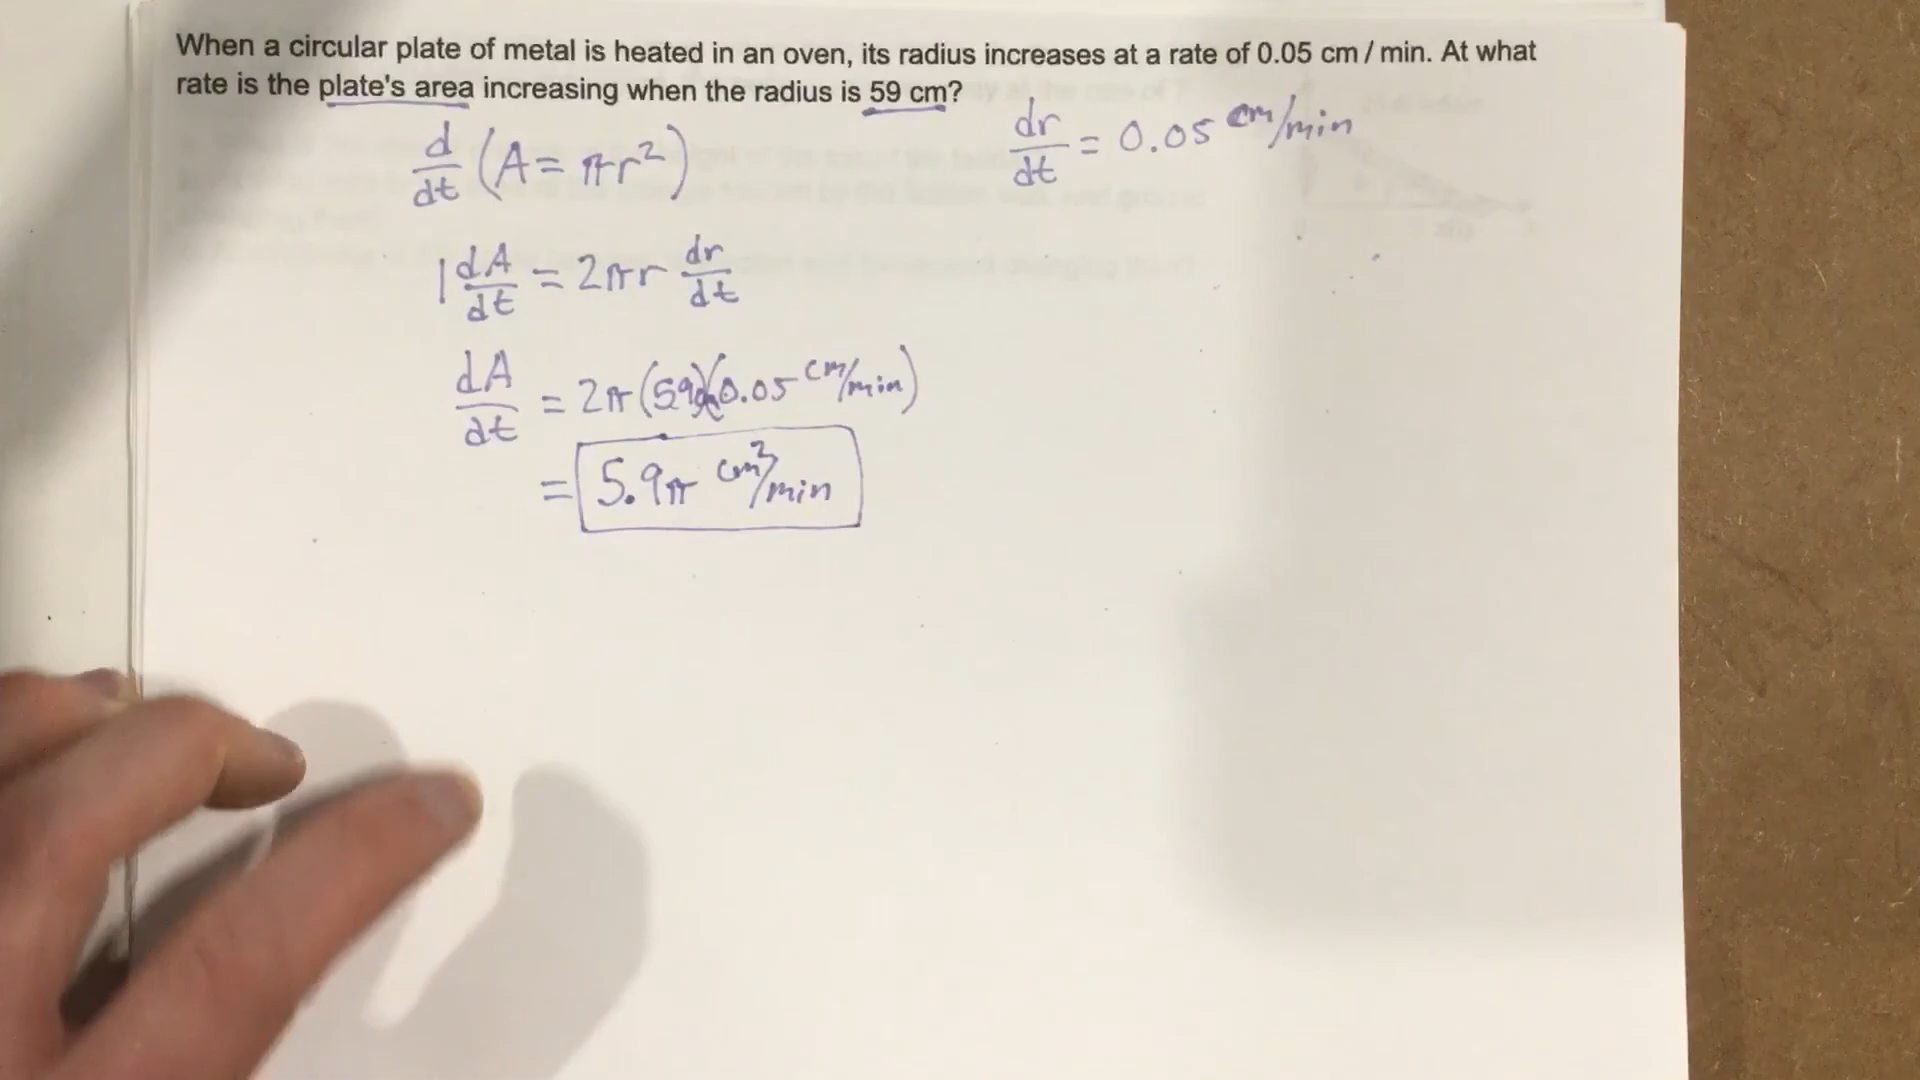 When a circular plate of metal is heated in an oven, its radius increases at a rate of 0.05 cm / min. At what
rate is the plate's area increasing when the radius is 59 cm?
dr/dt = 0.05 cm/min
d/dt (A = πr²)
1 dA/dt = 2πr dr/dt
dA/dt = 2π(59)(0.05 cm/min)
= 5.9π cm²/min